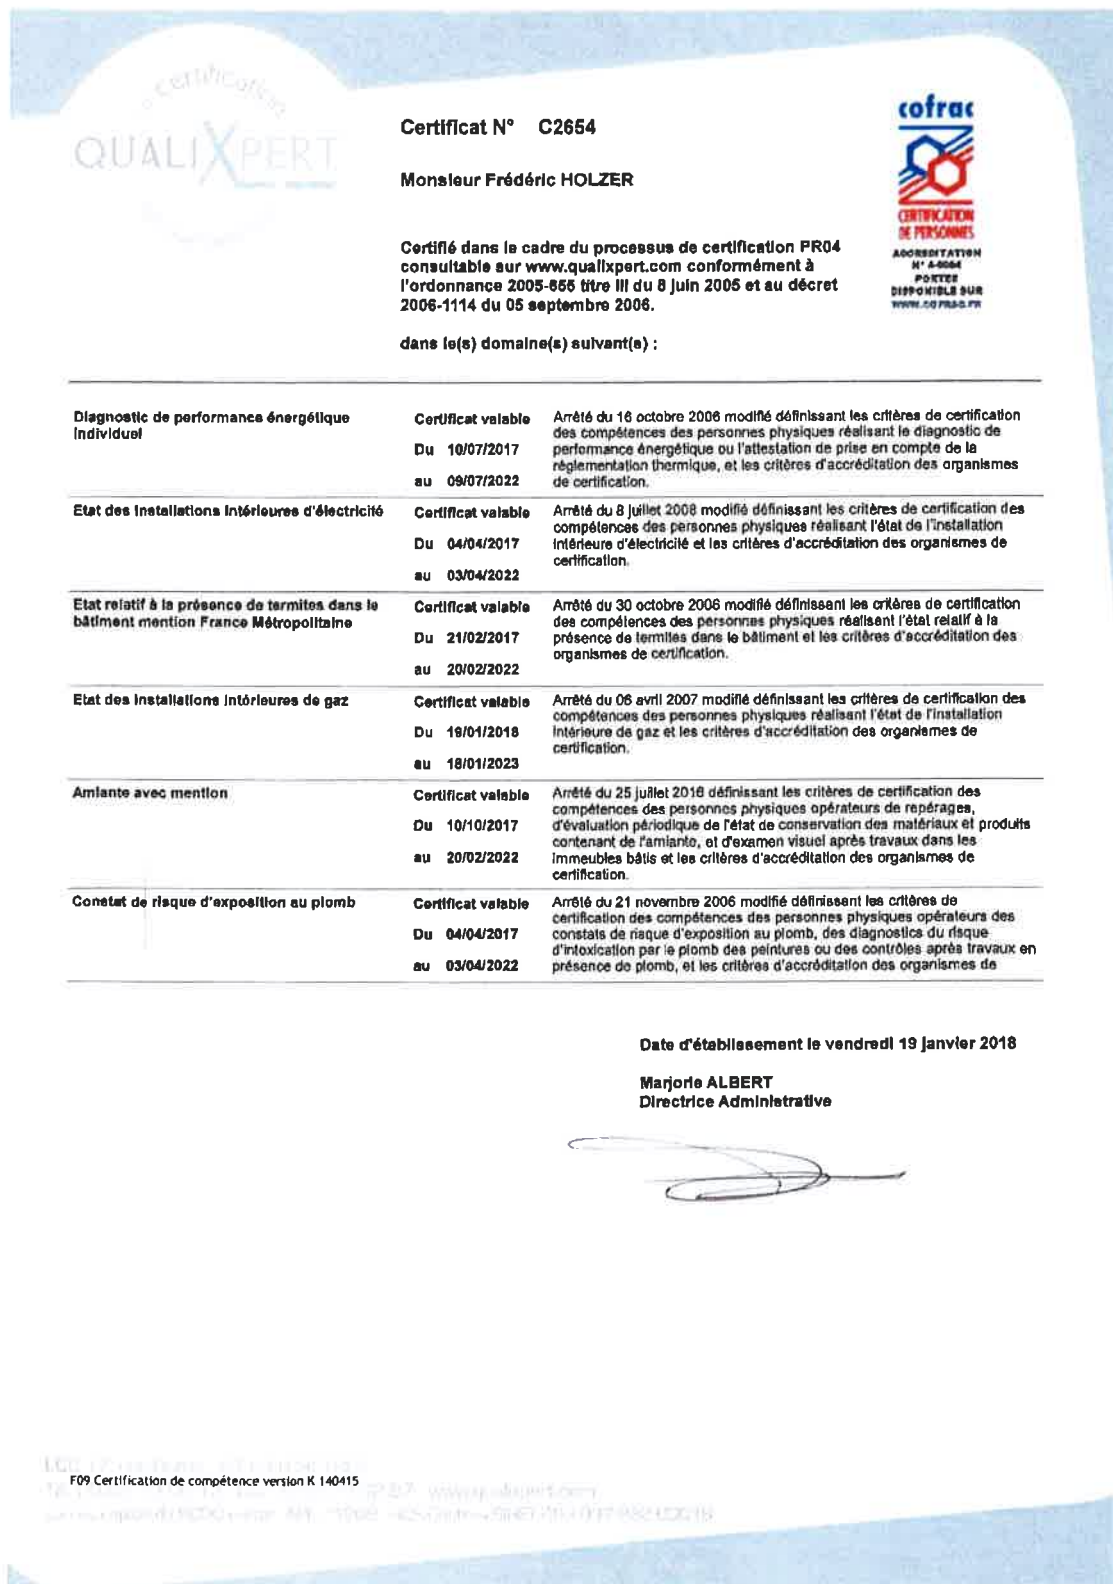 certification
QUALIXPERT
cofrac
CERTIFICATION
DE PERSONNES
ACCREDITATION
N° 4-0094
PORTEE
DISPONIBLE SUR
WWW.COFRAC.FR
Certificat N° C2654
Monsieur Frédéric HOLZER
Certifié dans le cadre du processus de certification PR04
consultable sur www.qualixpert.com conformément à
l'ordonnance 2005-655 titre III du 8 juin 2005 et au décret
2006-1114 du 05 septembre 2006.
dans le(s) domaine(s) suivant(s) :
Diagnostic de performance énergétique
individuel
Certificat valable
Du 10/07/2017
au 09/07/2022
Arrêté du 16 octobre 2006 modifié définissant les critères de certification
des compétences des personnes physiques réalisant le diagnostic de
performance énergétique ou l'attestation de prise en compte de la
réglementation thermique, et les critères d'accréditation des organismes
de certification.
Etat des installations intérieures d'électricité
Certificat valable
Du 04/04/2017
au 03/04/2022
Arrêté du 8 juillet 2008 modifié définissant les critères de certification des
compétences des personnes physiques réalisant l'état de l'installation
intérieure d'électricité et les critères d'accréditation des organismes de
certification.
Etat relatif à la présence de termites dans le
bâtiment mention France Métropolitaine
Certificat valable
Du 21/02/2017
au 20/02/2022
Arrêté du 30 octobre 2006 modifié définissant les critères de certification
des compétences des personnes physiques réalisant l'état relatif à la
présence de termites dans le bâtiment et les critères d'accréditation des
organismes de certification.
Etat des installations intérieures de gaz
Certificat valable
Du 19/01/2018
au 18/01/2023
Arrêté du 06 avril 2007 modifié définissant les critères de certification des
compétences des personnes physiques réalisant l'état de l'installation
intérieure de gaz et les critères d'accréditation des organismes de
certification.
Amiante avec mention
Certificat valable
Du 10/10/2017
au 20/02/2022
Arrêté du 25 juillet 2016 définissant les critères de certification des
compétences des personnes physiques opérateurs de repérages,
d'évaluation périodique de l'état de conservation des matériaux et produits
contenant de l'amiante, et d'examen visuel après travaux dans les
immeubles bâtis et les critères d'accréditation des organismes de
certification.
Constat de risque d'exposition au plomb
Certificat valable
Du 04/04/2017
au 03/04/2022
Arrêté du 21 novembre 2006 modifié définissant les critères de
certification des compétences des personnes physiques opérateurs des
constats de risque d'exposition au plomb, des diagnostics du risque
d'intoxication par le plomb des peintures ou des contrôles après travaux en
présence de plomb, et les critères d'accréditation des organismes de
Date d'établissement le vendredi 19 janvier 2018
Marjorie ALBERT
Directrice Administrative
F09 Certification de compétence version K 140415